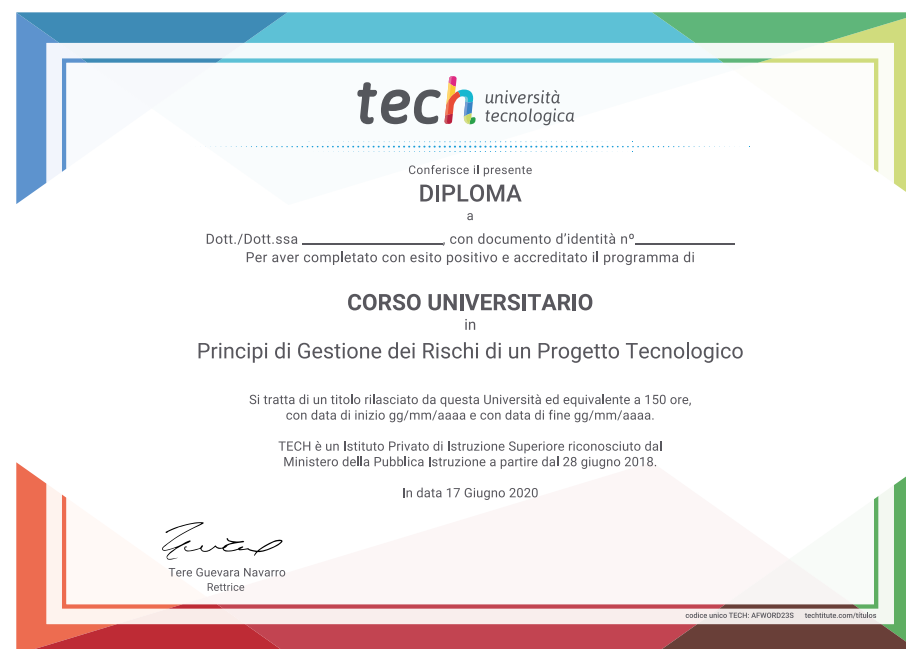 tech università
tecnologica
Conferisce il presente
DIPLOMA
a
Dott./Dott.ssa ____________________, con documento d'identità nº______________
Per aver completato con esito positivo e accreditato il programma di
CORSO UNIVERSITARIO
in
Principi di Gestione dei Rischi di un Progetto Tecnologico
Si tratta di un titolo rilasciato da questa Università ed equivalente a 150 ore,
con data di inizio gg/mm/aaaa e con data di fine gg/mm/aaaa.
TECH è un Istituto Privato di Istruzione Superiore riconosciuto dal
Ministero della Pubblica Istruzione a partire dal 28 giugno 2018.
In data 17 Giugno 2020
Tere Guevara Navarro
Rettrice
codice unico TECH: AFWORD23S techtitute.com/titulos